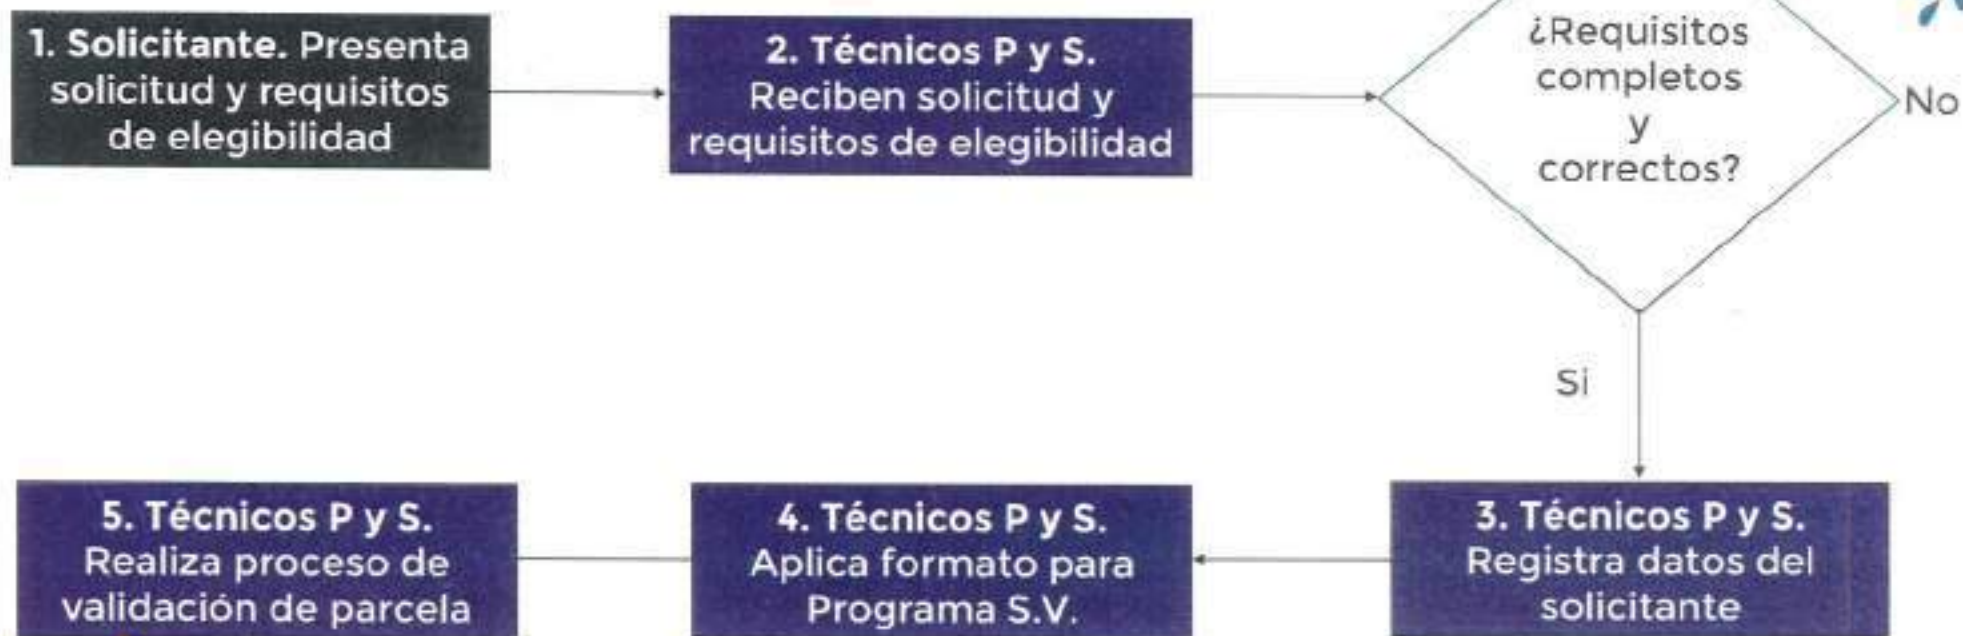 1. Solicitante. Presenta
solicitud y requisitos
de elegibilidad
2. Técnicos P y S.
Reciben solicitud y
requisitos de elegibilidad
¿Requisitos
completos
y
correctos?
No
Si
3. Técnicos P y S.
Registra datos del
solicitante
4. Técnicos P y S.
Aplica formato para
Programa S.V.
5. Técnicos P y S.
Realiza proceso de
validación de parcela